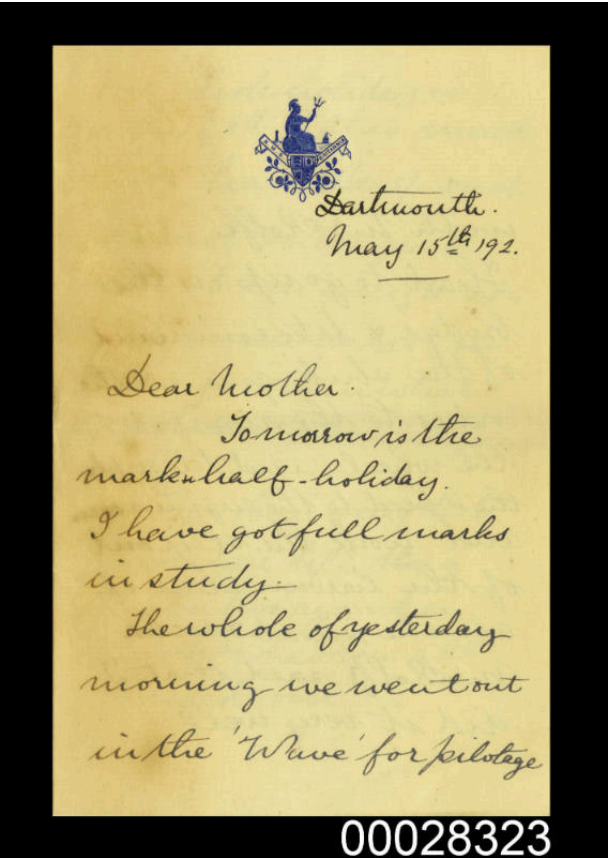 Dartmouth.
May 15th 192.
Dear Mother.
Tomorrow is the
mark half-holiday.
I have got full marks
in study.
The whole of yesterday
morning we went out
in the 'Wave' for pilotage
00028323